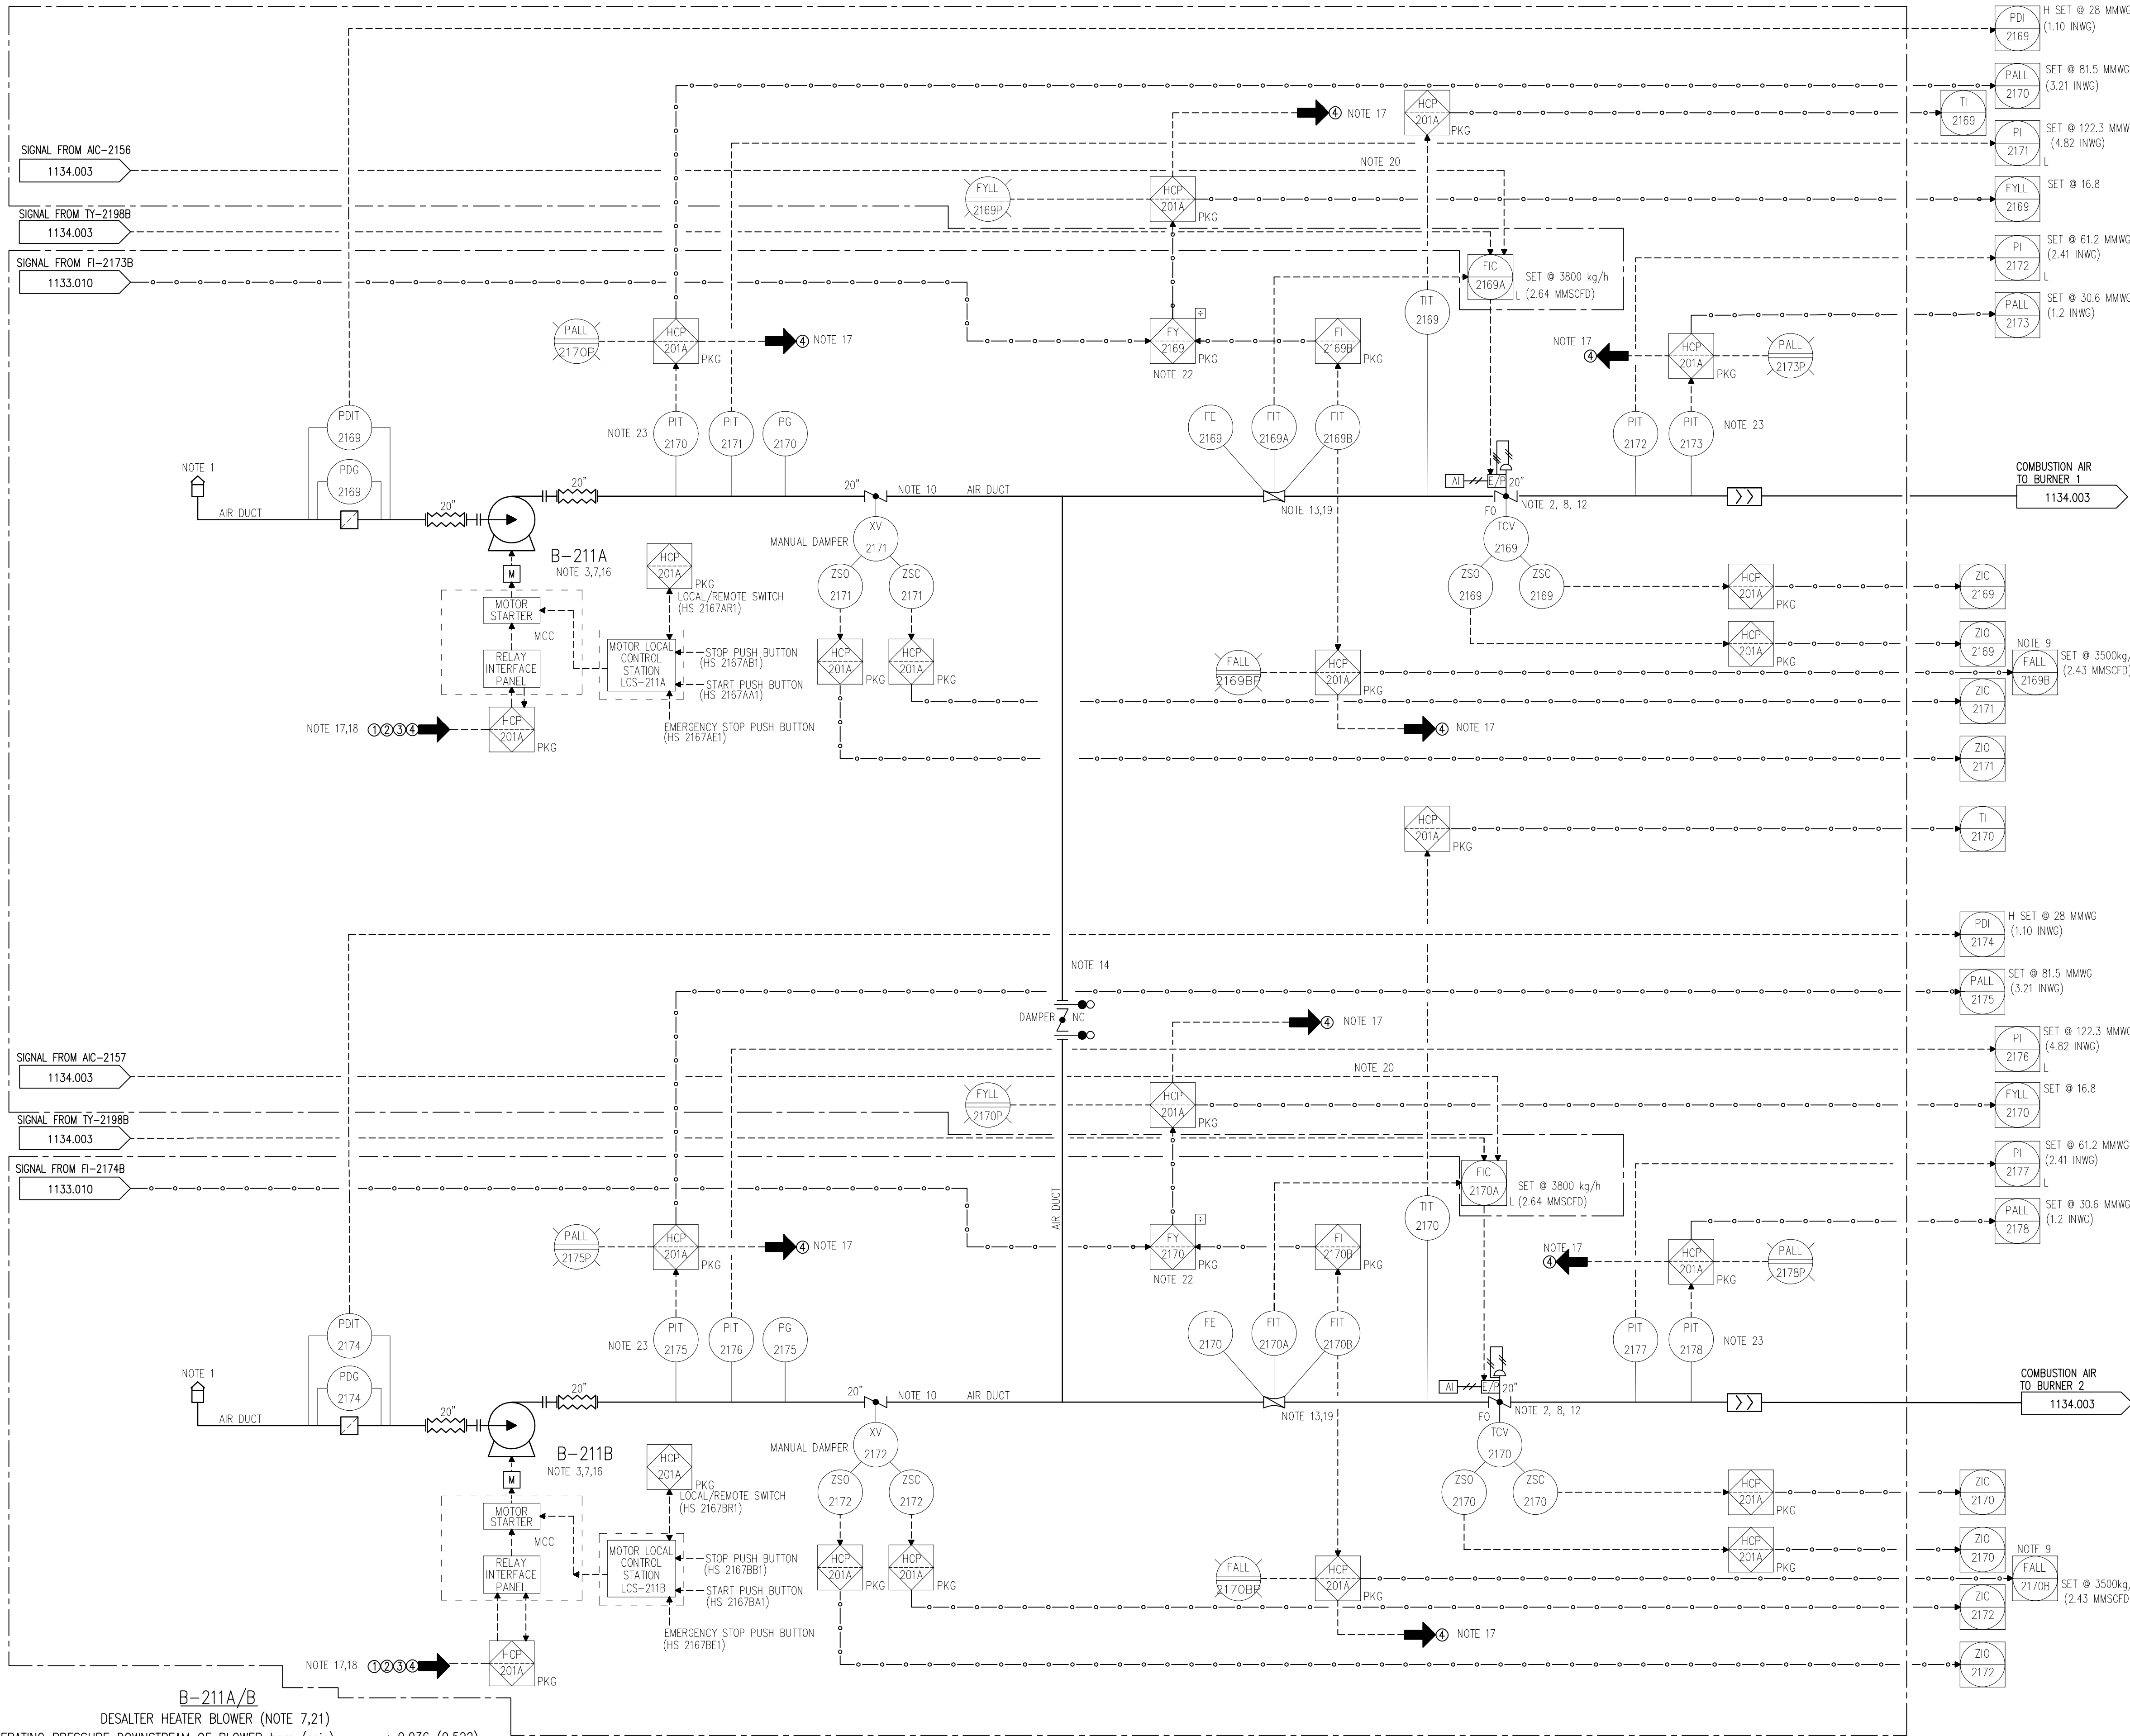 H SET @ 28 MMWG
PDI
2169
(1.10 INWG)
PALL
2170
SET @ 81.5 MMWG
(3.21 INWG)
HCP
201A
PKG
TI
2169
④ NOTE 17
PI
2171
L
SET @ 122.3 MMW
(4.82 INWG)
SIGNAL FROM AIC-2156
1134.003
NOTE 20
FYLL
2169P
HCP
201A
PKG
FYLL
2169
SET @ 16.8
SIGNAL FROM TY-2198B
1134.003
SIGNAL FROM FI-2173B
1133.010
FIC
2169A
L
SET @ 3800 kg/h
(2.64 MMSCFD)
PI
2172
L
SET @ 61.2 MMWG
(2.41 INWG)
TIT
2169
PALL
2173
SET @ 30.6 MMWG
(1.2 INWG)
PALL
2170P
HCP
201A
PKG
④ NOTE 17
FY
2169
÷
PKG
NOTE 22
FI
2169B
PKG
NOTE 17
④
HCP
201A
PKG
PALL
2173P
PDIT
2169
PDG
2169
NOTE 23
PIT
2170
PIT
2171
PG
2170
FE
2169
FIT
2169A
FIT
2169B
PIT
2172
PIT
2173
NOTE 23
NOTE 1
AIR DUCT
20"
20"
20"
NOTE 10
AIR DUCT
NOTE 13,19
AI
E/P
20"
FO
NOTE 2, 8, 12
COMBUSTION AIR
TO BURNER 1
1134.003
B-211A
NOTE 3,7,16
M
MOTOR
STARTER
MCC
RELAY
INTERFACE
PANEL
HCP
201A
PKG
NOTE 17,18 ①②③④
HCP
201A
PKG
LOCAL/REMOTE SWITCH
(HS 2167AR1)
MOTOR LOCAL
CONTROL
STATION
LCS-211A
STOP PUSH BUTTON
(HS 2167AB1)
START PUSH BUTTON
(HS 2167AA1)
EMERGENCY STOP PUSH BUTTON
(HS 2167AE1)
MANUAL DAMPER
XV
2171
ZSO
2171
ZSC
2171
HCP
201A
PKG
HCP
201A
PKG
TCV
2169
ZSO
2169
ZSC
2169
HCP
201A
PKG
ZIC
2169
HCP
201A
PKG
ZIO
2169
NOTE 9
FALL
2169B
SET @ 3500kg/
(2.43 MMSCFD)
FALL
2169BP
HCP
201A
PKG
④ NOTE 17
ZIC
2171
ZIO
2171
HCP
201A
PKG
TI
2170
PDI
2174
H SET @ 28 MMWG
(1.10 INWG)
NOTE 14
PALL
2175
SET @ 81.5 MMWG
(3.21 INWG)
DAMPER
NC
④ NOTE 17
PI
2176
L
SET @ 122.3 MMWG
(4.82 INWG)
SIGNAL FROM AIC-2157
1134.003
NOTE 20
FYLL
2170P
HCP
201A
PKG
FYLL
2170
SET @ 16.8
SIGNAL FROM TY-2198B
1134.003
SIGNAL FROM FI-2174B
1133.010
AIR DUCT
FIC
2170A
L
SET @ 3800 kg/h
(2.64 MMSCFD)
PI
2177
L
SET @ 61.2 MMWG
(2.41 INWG)
TIT
2170
PALL
2178
SET @ 30.6 MMWG
(1.2 INWG)
PALL
2175P
HCP
201A
PKG
④ NOTE 17
FY
2170
÷
PKG
NOTE 22
FI
2170B
PKG
NOTE 17
④
HCP
201A
PKG
PALL
2178P
PDIT
2174
PDG
2174
NOTE 23
PIT
2175
PIT
2176
PG
2175
FE
2170
FIT
2170A
FIT
2170B
PIT
2177
PIT
2178
NOTE 23
NOTE 1
AIR DUCT
20"
20"
20"
NOTE 10
AIR DUCT
NOTE 13,19
AI
E/P
20"
FO
NOTE 2, 8, 12
COMBUSTION AIR
TO BURNER 2
1134.003
B-211B
NOTE 3,7,16
M
MOTOR
STARTER
MCC
RELAY
INTERFACE
PANEL
HCP
201A
PKG
NOTE 17,18 ①②③④
HCP
201A
PKG
LOCAL/REMOTE SWITCH
(HS 2167BR1)
MOTOR LOCAL
CONTROL
STATION
LCS-211B
STOP PUSH BUTTON
(HS 2167BB1)
START PUSH BUTTON
(HS 2167BA1)
EMERGENCY STOP PUSH BUTTON
(HS 2167BE1)
MANUAL DAMPER
XV
2172
ZSO
2172
ZSC
2172
HCP
201A
PKG
HCP
201A
PKG
TCV
2170
ZSO
2170
ZSC
2170
HCP
201A
PKG
ZIC
2170
HCP
201A
PKG
ZIO
2170
NOTE 9
FALL
2170B
SET @ 3500kg/
(2.43 MMSCFD
FALL
2170BP
HCP
201A
PKG
④ NOTE 17
ZIC
2172
ZIO
2172
B-211A/B
DESALTER HEATER BLOWER (NOTE 7,21)